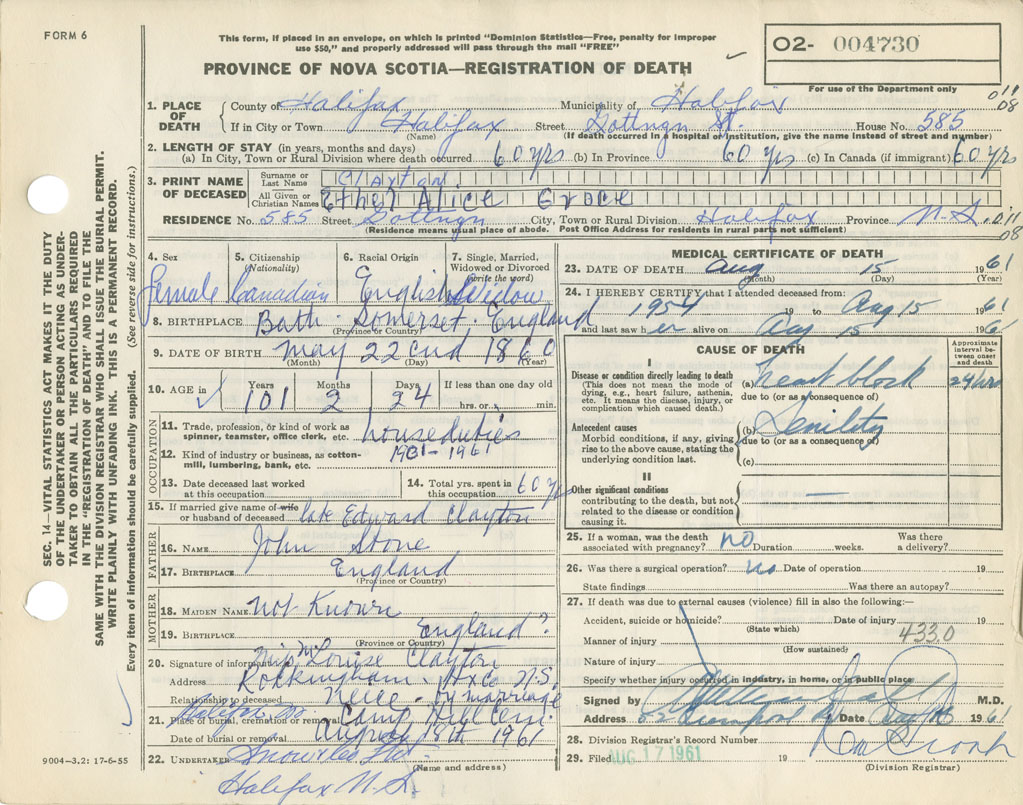 FORM 6
This form, if placed in an envelope, on which is printed "Dominion Statistics—Free, penalty for improper
use $50," and properly addressed will pass through the mail "FREE"
PROVINCE OF NOVA SCOTIA—REGISTRATION OF DEATH
02- 004730
For use of the Department only
011
08
SEC. 14—VITAL STATISTICS ACT MAKES IT THE DUTY
OF THE UNDERTAKER OR PERSON ACTING AS UNDER-
TAKER TO OBTAIN ALL THE PARTICULARS REQUIRED
IN THE "REGISTRATION OF DEATH" AND TO FILE THE
SAME WITH THE DIVISION REGISTRAR WHO SHALL ISSUE THE BURIAL PERMIT.
WRITE PLAINLY WITH UNFADING INK. THIS IS A PERMANENT RECORD.
Every item of information should be carefully supplied. (See reverse side for instructions.)
1. PLACE OF DEATH
County of Halifax Municipality of Halifax
If in City or Town Halifax Street Gottngn St. House No. 585
(Name) (If death occurred in a hospital or institution, give the name instead of street and number)
2. LENGTH OF STAY (in years, months and days)
(a) In City, Town or Rural Division where death occurred 60 yrs (b) In Province 60 yrs (c) In Canada (if immigrant) 60 yrs
3. PRINT NAME OF DECEASED
Surname or Last Name Clayton
All Given or Christian Names Ethel Alice Grace
RESIDENCE No. 585 Street Gottngn City, Town or Rural Division Halifax Province N.S. 011
08
(Residence means usual place of abode. Post Office Address for residents in rural parts not sufficient)
4. Sex 5. Citizenship (Nationality) 6. Racial Origin 7. Single, Married, Widowed or Divorced (write the word)
female Canadian English Widow
8. BIRTHPLACE Bath - Somerset, England
(Province or Country)
9. DATE OF BIRTH May 22nd 1860
(Month) (Day) (Year)
10. AGE in Years Months Days If less than one day old
101 2 24 hrs. or min.
OCCUPATION
11. Trade, profession, or kind of work as spinner, teamster, office clerk, etc. house duties
12. Kind of industry or business, as cotton-mill, lumbering, bank, etc. 1901-1961
13. Date deceased last worked at this occupation 14. Total yrs. spent in this occupation 60 yrs
15. If married give name of wife or husband of deceased late Edward Clayton
FATHER
16. NAME John Stone
17. BIRTHPLACE England
(Province or Country)
MOTHER
18. MAIDEN NAME Not Known
19. BIRTHPLACE England?
(Province or Country)
20. Signature of informant Louise Clayton
Address Rockingham Hx Co N.S.
Relationship to deceased Niece - by marriage
21. Place of burial, cremation or removal Camp Hill Cem. Halifax
Date of burial or removal August 18th 1961
22. UNDERTAKER Snow
(Name and address)
Halifax N.S.
9004-3.2: 17-6-55
MEDICAL CERTIFICATE OF DEATH
23. DATE OF DEATH Aug 15 1961
(Month) (Day) (Year)
24. I HEREBY CERTIFY that I attended deceased from:
1954 19 to Aug 15 1961
and last saw her alive on Aug 15 1961
CAUSE OF DEATH
Approximate interval between onset and death
I
Disease or condition directly leading to death
(This does not mean the mode of dying, e.g., heart failure, asthenia, etc. It means the disease, injury, or complication which caused death.)
(a) Heart block 24 hrs
due to (or as a consequence of)
Antecedent causes
Morbid conditions, if any, giving rise to the above cause, stating the underlying condition last.
(b) Senility
due to (or as a consequence of)
(c)
II
Other significant conditions
contributing to the death, but not related to the disease or condition causing it.
—
25. If a woman, was the death associated with pregnancy? no Duration weeks. Was there a delivery?
26. Was there a surgical operation? no Date of operation 19
State findings Was there an autopsy?
27. If death was due to external causes (violence) fill in also the following:—
Accident, suicide or homicide? Date of injury 19
(State which)
4330
Manner of injury
(How sustained)
Nature of injury
Specify whether injury occurred in industry, in home, or in public place
Signed by M.D.
Address Date Aug 1961
28. Division Registrar's Record Number
29. Filed AUG 17 1961 19
(Division Registrar)